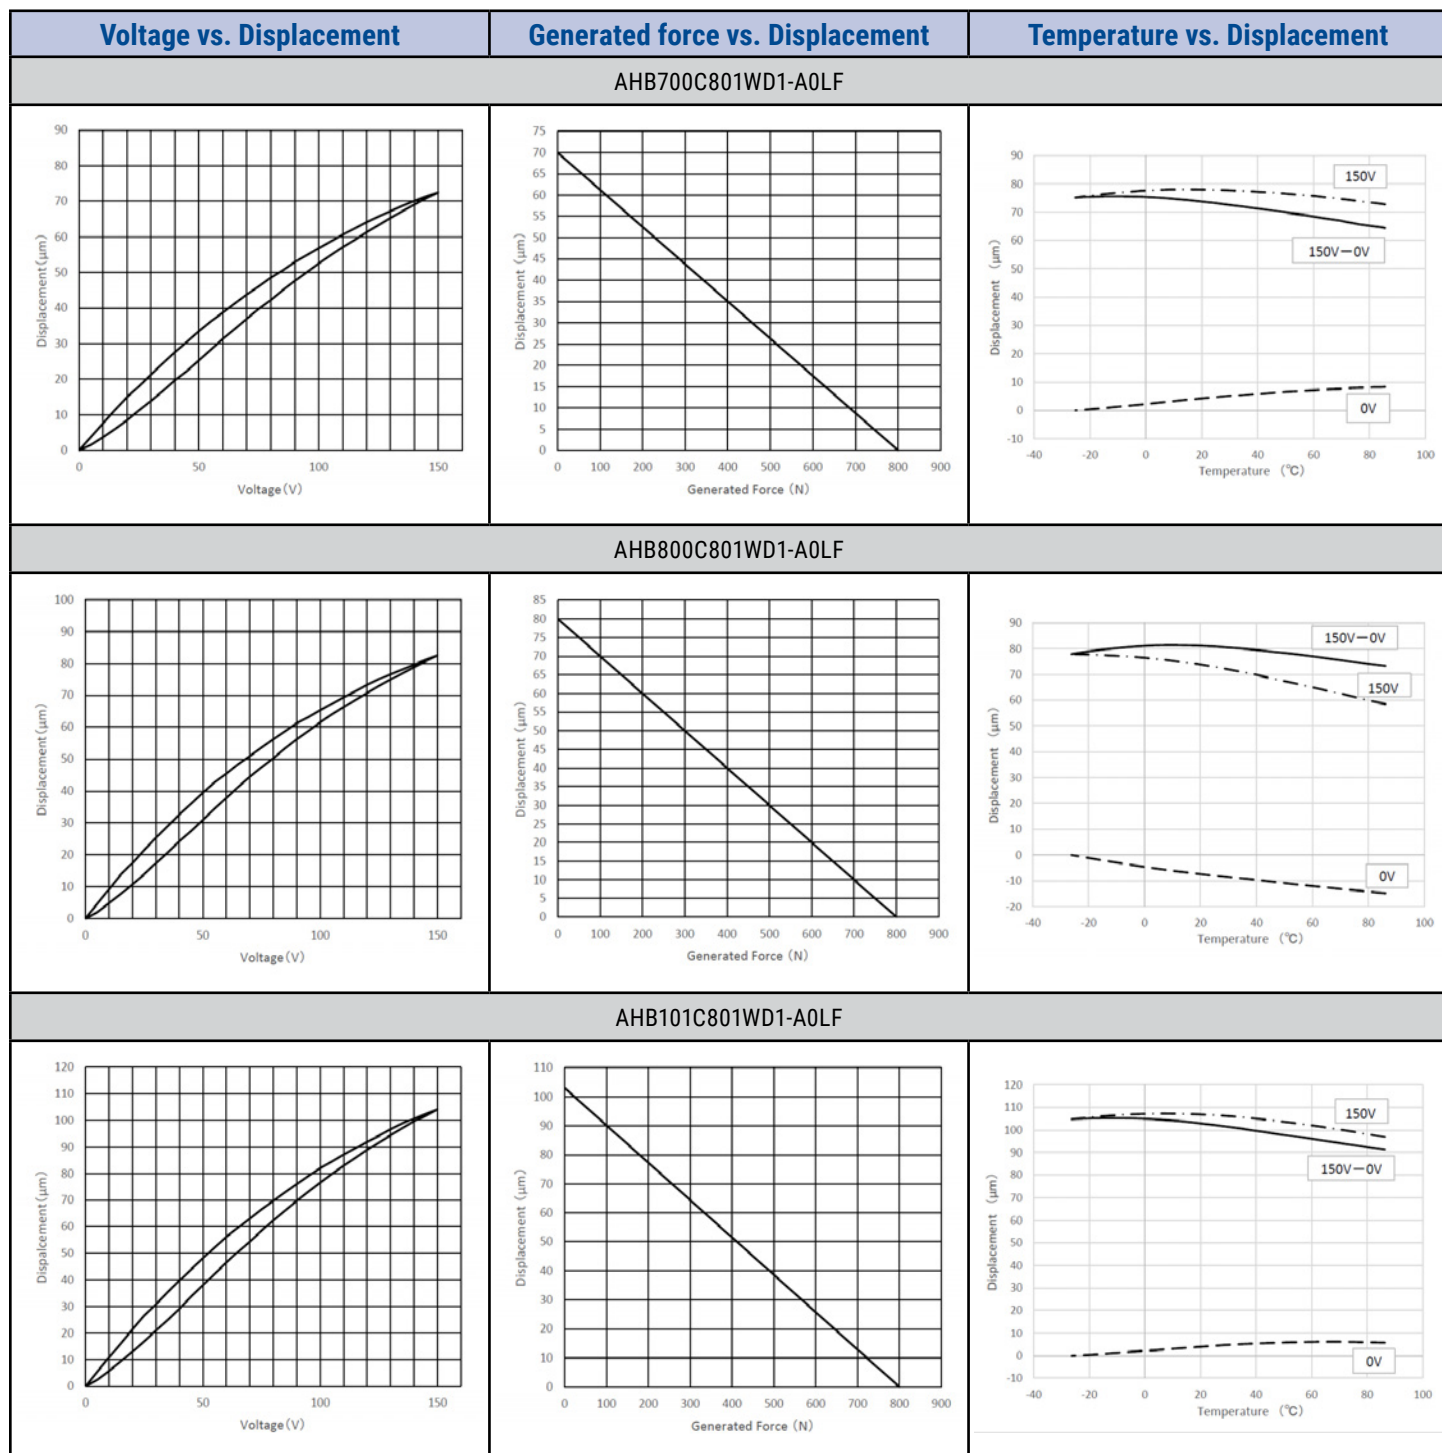 Voltage vs. Displacement
Generated force vs. Displacement
Temperature vs. Displacement
AHB700C801WD1-A0LF
90
80
70
60
50
40
30
20
10
0
Displacement(μm)
0 50 100 150
Voltage(V)
75
70
65
60
55
50
45
40
35
30
25
20
15
10
5
0
Displacement (μm)
0 100 200 300 400 500 600 700 800 900
Generated Force (N)
90
80
70
60
50
40
30
20
10
0
-10
Displacement (μm)
150V
150V－0V
0V
-40 -20 0 20 40 60 80 100
Temperature (℃)
AHB800C801WD1-A0LF
100
90
80
70
60
50
40
30
20
10
0
Displacement(μm)
0 50 100 150
Voltage(V)
85
80
75
70
65
60
55
50
45
40
35
30
25
20
15
10
5
0
Displacement (μm)
0 100 200 300 400 500 600 700 800 900
Generated Force (N)
90
80
70
60
50
40
30
20
10
0
-10
-20
Displacement (μm)
150V－0V
150V
0V
-40 -20 0 20 40 60 80 100
Temperature (℃)
AHB101C801WD1-A0LF
120
110
100
90
80
70
60
50
40
30
20
10
0
Dispalcement(μm)
0 50 100 150
Voltage(V)
110
100
90
80
70
60
50
40
30
20
10
0
Displacement (μm)
0 100 200 300 400 500 600 700 800 900
Generated Force (N)
120
110
100
90
80
70
60
50
40
30
20
10
0
-10
Displacement (μm)
150V
150V－0V
0V
-40 -20 0 20 40 60 80 100
Temperature (℃)